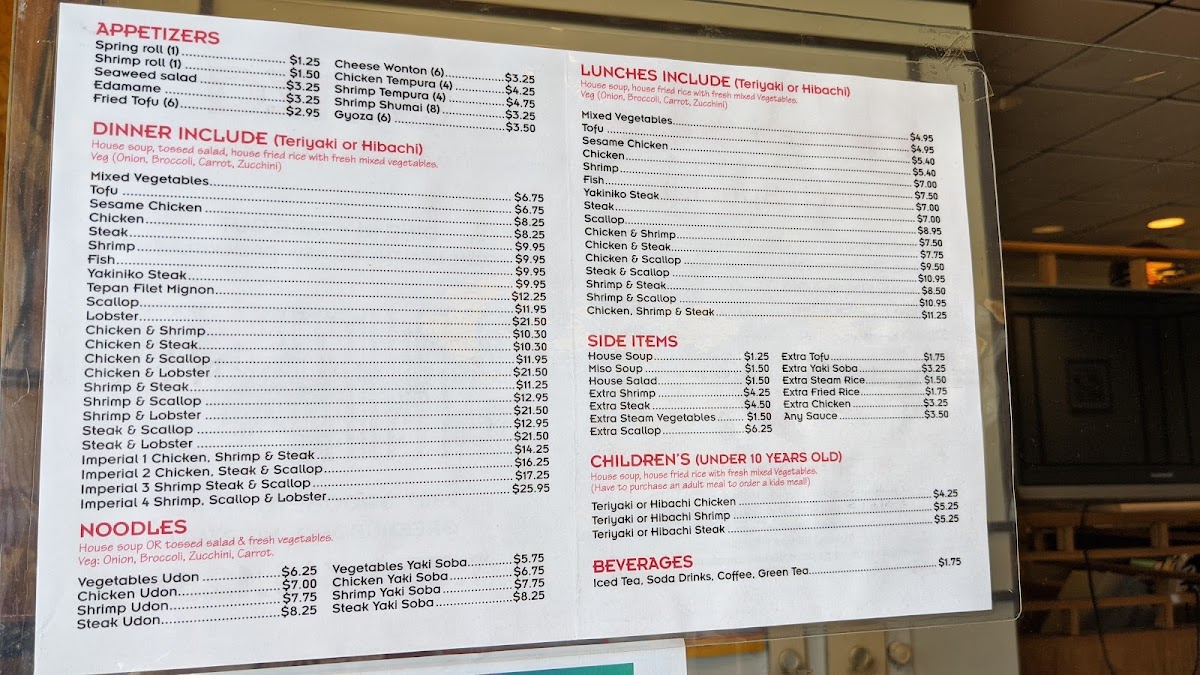 APPETIZERS
Spring roll (1) $1.25
Shrimp roll (1) $1.50
Seaweed salad $3.25
Edamame $3.25
Fried Tofu (6) $2.95
Cheese Wonton (6) $3.25
Chicken Tempura (4) $4.25
Shrimp Tempura (4) $4.75
Shrimp Shumai (8) $3.25
Gyoza (6) $3.50
DINNER INCLUDE (Teriyaki or Hibachi)
House soup, tossed salad, house fried rice with fresh mixed vegetables.
Veg (Onion, Broccoli, Carrot, Zucchini)
Mixed Vegetables $6.75
Tofu $6.75
Sesame Chicken $8.25
Chicken $8.25
Steak $9.95
Shrimp $9.95
Fish $9.95
Yakiniko Steak $9.95
Tepan Filet Mignon $12.25
Scallop $11.95
Lobster $21.50
Chicken & Shrimp $10.30
Chicken & Steak $10.30
Chicken & Scallop $11.95
Chicken & Lobster $21.50
Shrimp & Steak $11.25
Shrimp & Scallop $12.95
Shrimp & Lobster $21.50
Steak & Scallop $12.95
Steak & Lobster $21.50
Imperial 1 Chicken, Shrimp & Steak $14.25
Imperial 2 Chicken, Steak & Scallop $16.25
Imperial 3 Shrimp Steak & Scallop $17.25
Imperial 4 Shrimp, Scallop & Lobster $25.95
NOODLES
House soup OR tossed salad & fresh vegetables.
Veg: Onion, Broccoli, Zucchini, Carrot.
Vegetables Udon $6.25
Chicken Udon $7.00
Shrimp Udon $7.75
Steak Udon $8.25
Vegetables Yaki Soba $5.75
Chicken Yaki Soba $6.75
Shrimp Yaki Soba $7.75
Steak Yaki Soba $8.25
LUNCHES INCLUDE (Teriyaki or Hibachi)
House soup, house fried rice with fresh mixed Vegetables.
Veg (Onion, Broccoli, Carrot, Zucchini)
Mixed Vegetables $4.95
Tofu $4.95
Sesame Chicken $5.40
Chicken $5.40
Shrimp $7.00
Fish $7.50
Yakiniko Steak $7.00
Steak $7.00
Scallop $8.95
Chicken & Shrimp $7.50
Chicken & Steak $7.75
Chicken & Scallop $9.50
Steak & Scallop $10.95
Shrimp & Steak $8.50
Shrimp & Scallop $10.95
Chicken, Shrimp & Steak $11.25
SIDE ITEMS
House Soup $1.25
Miso Soup $1.50
House Salad $1.50
Extra Shrimp $4.25
Extra Steak $4.50
Extra Steam Vegetables $1.50
Extra Scallop $6.25
Extra Tofu $1.75
Extra Yaki Soba $3.25
Extra Steam Rice $1.50
Extra Fried Rice $1.75
Extra Chicken $3.25
Any Sauce $3.50
CHILDREN'S (UNDER 10 YEARS OLD)
House soup, house fried rice with fresh mixed Vegetables.
(Have to purchase an adult meal to order a kids meal!)
Teriyaki or Hibachi Chicken $4.25
Teriyaki or Hibachi Shrimp $5.25
Teriyaki or Hibachi Steak $5.25
BEVERAGES
Iced Tea, Soda Drinks, Coffee, Green Tea $1.75